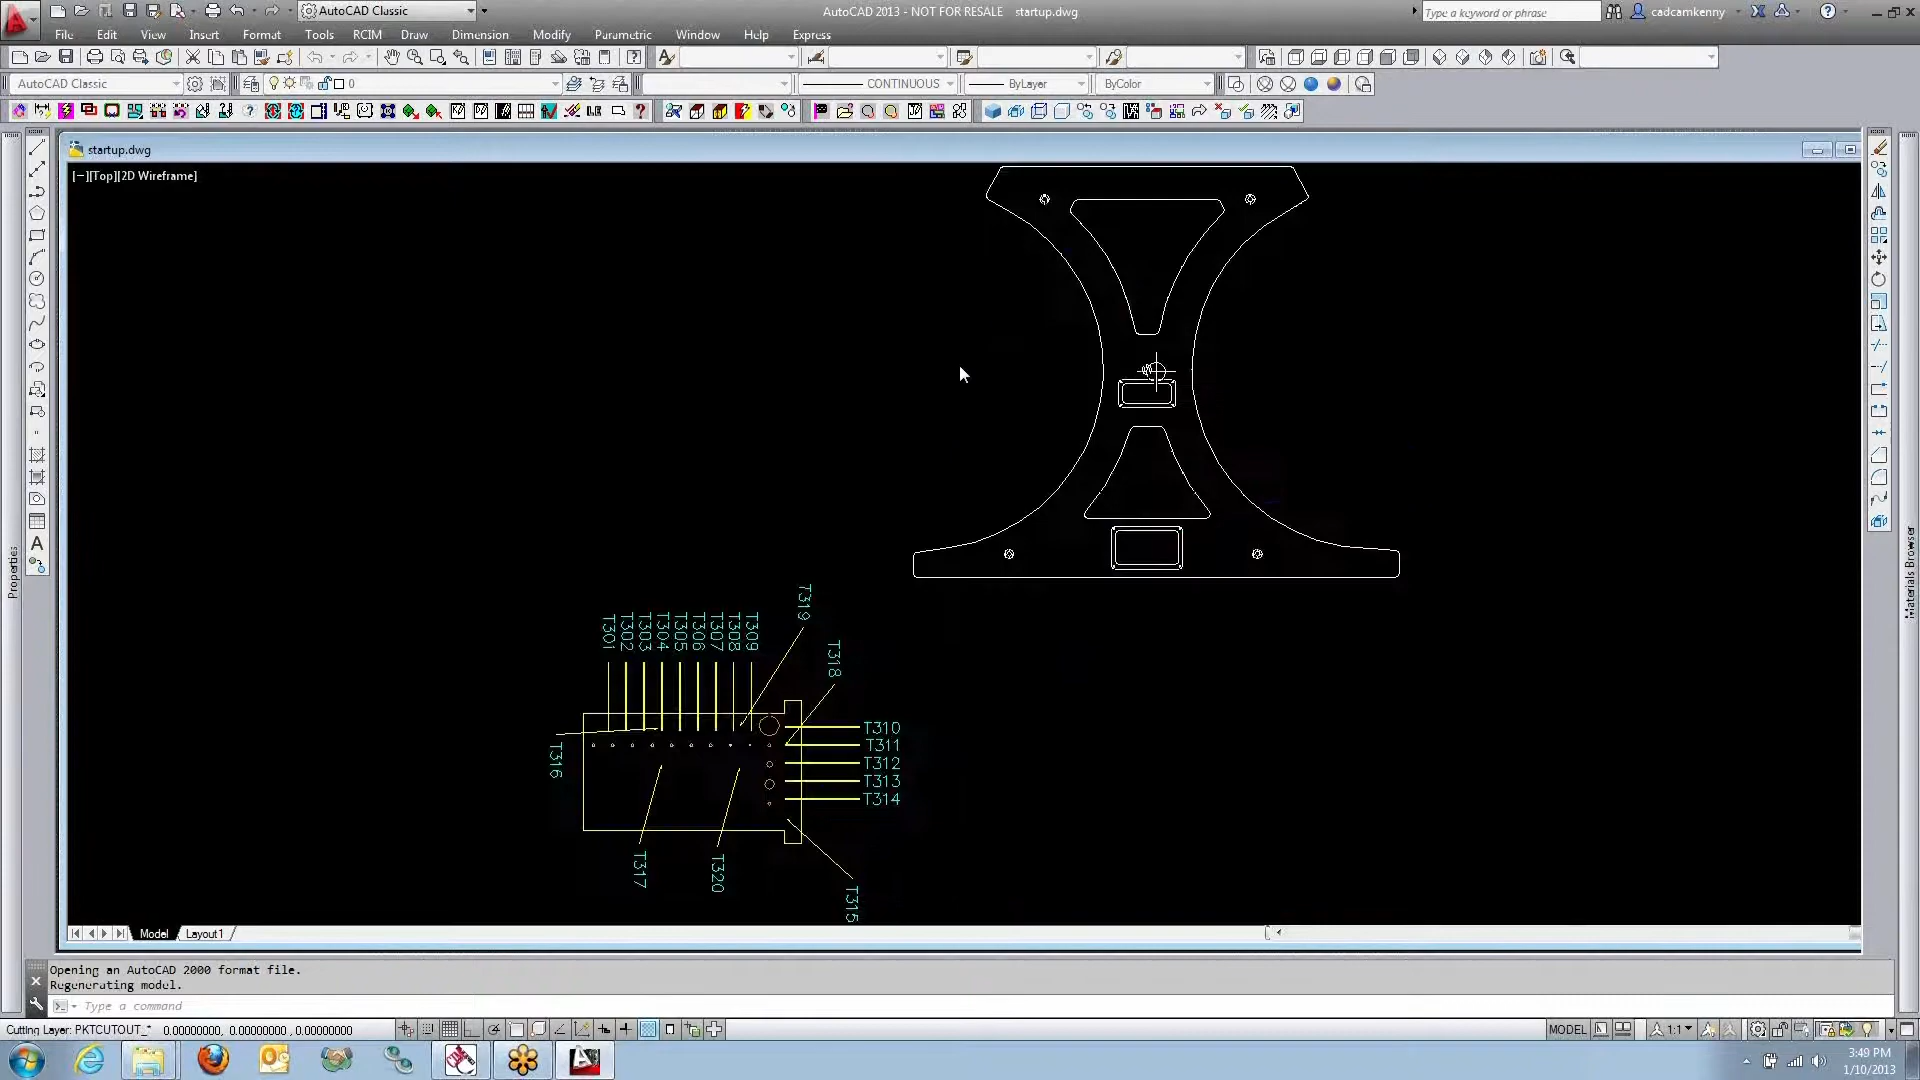 AutoCAD Classic
AutoCAD 2013 - NOT FOR RESALE startup.dwg
Type a keyword or phrase
cadcamkenny
File Edit View Insert Format Tools RCIM Draw Dimension Modify Parametric Window Help Express
AutoCAD Classic
0
CONTINUOUS
ByLayer
ByColor
startup.dwg
[−][Top][2D Wireframe]
Properties
Materials Browser
T301
T302
T303
T304
T305
T306
T307
T308
T309
T319
T318
T310
T311
T312
T313
T314
T316
T317
T320
T315
Model Layout1
Opening an AutoCAD 2000 format file.
Regenerating model.
Type a command
Cutting Layer: PKTCUTOUT_* 0.00000000, 0.00000000 , 0.00000000
MODEL
1:1
3:49 PM
1/10/2013